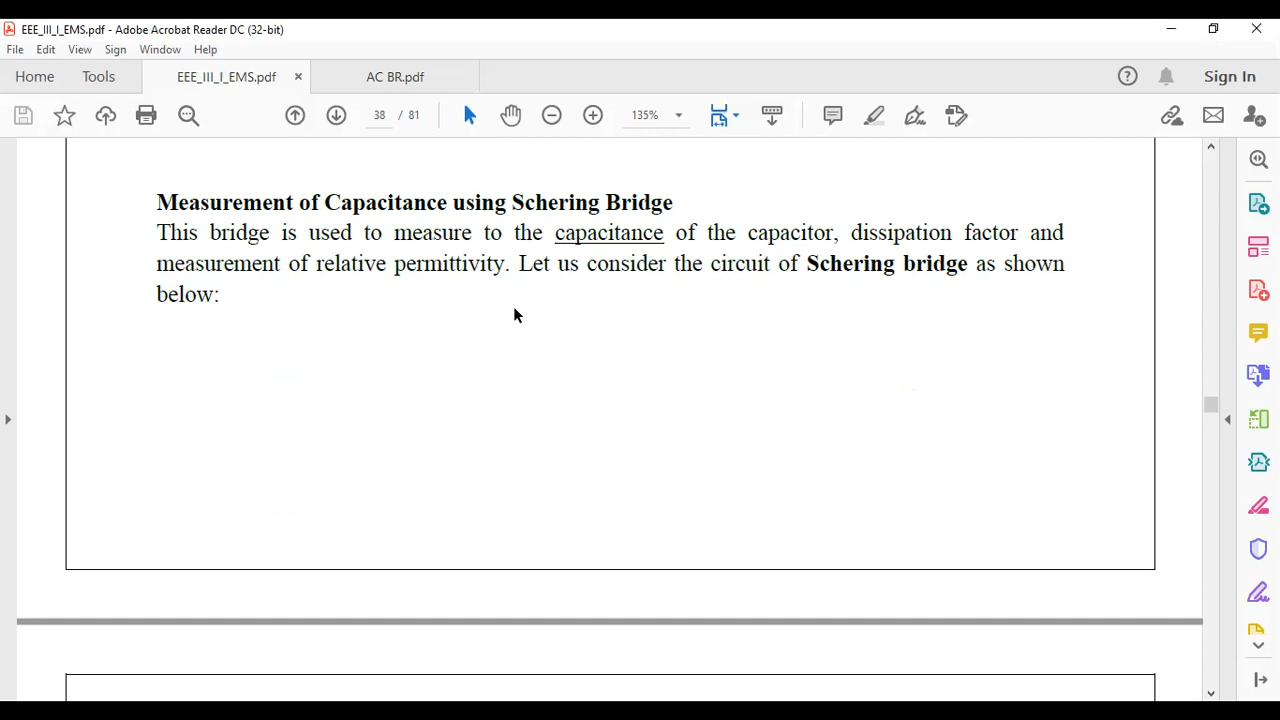 EEE_III_I_EMS.pdf - Adobe Acrobat Reader DC (32-bit)
File Edit View Sign Window Help
Home Tools EEE_III_I_EMS.pdf × AC BR.pdf Sign In
38 / 81 135%
Measurement of Capacitance using Schering Bridge
This bridge is used to measure to the capacitance of the capacitor, dissipation factor and
measurement of relative permittivity. Let us consider the circuit of Schering bridge as shown
below: